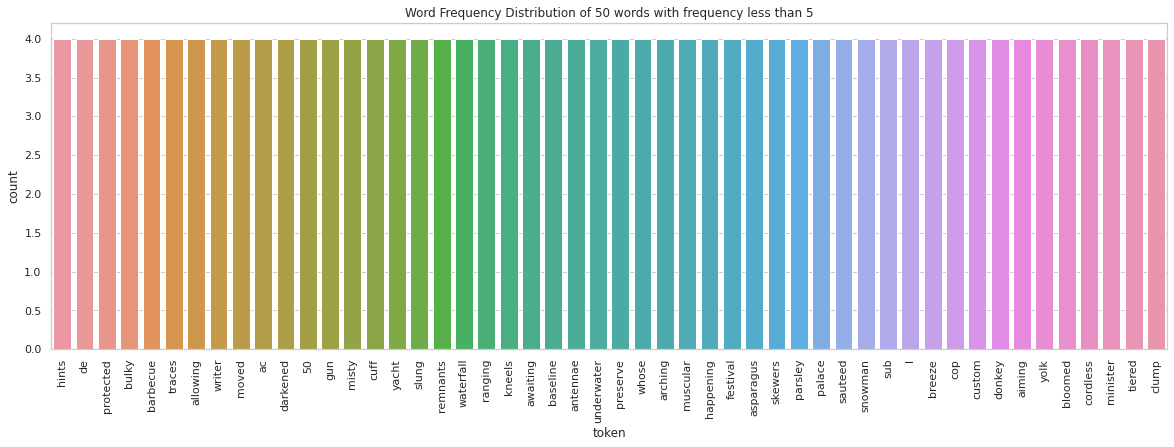 Word Frequency Distribution of 50 words with frequency less than 5
4.0
3.5
3.0
2.5
2.0
1.5
1.0
0.5
0.0
count
hints
de
protected
bulky
barbecue
traces
allowing
writer
moved
ac
darkened
50
gun
misty
cuff
yacht
slung
remnants
waterfall
ranging
kneels
awaiting
baseline
antennae
underwater
preserve
whose
arching
muscular
happening
festival
asparagus
skewers
parsley
palace
sauteed
snowman
sub
l
breeze
cop
custom
donkey
aiming
yolk
bloomed
cordless
minister
tiered
clump
token